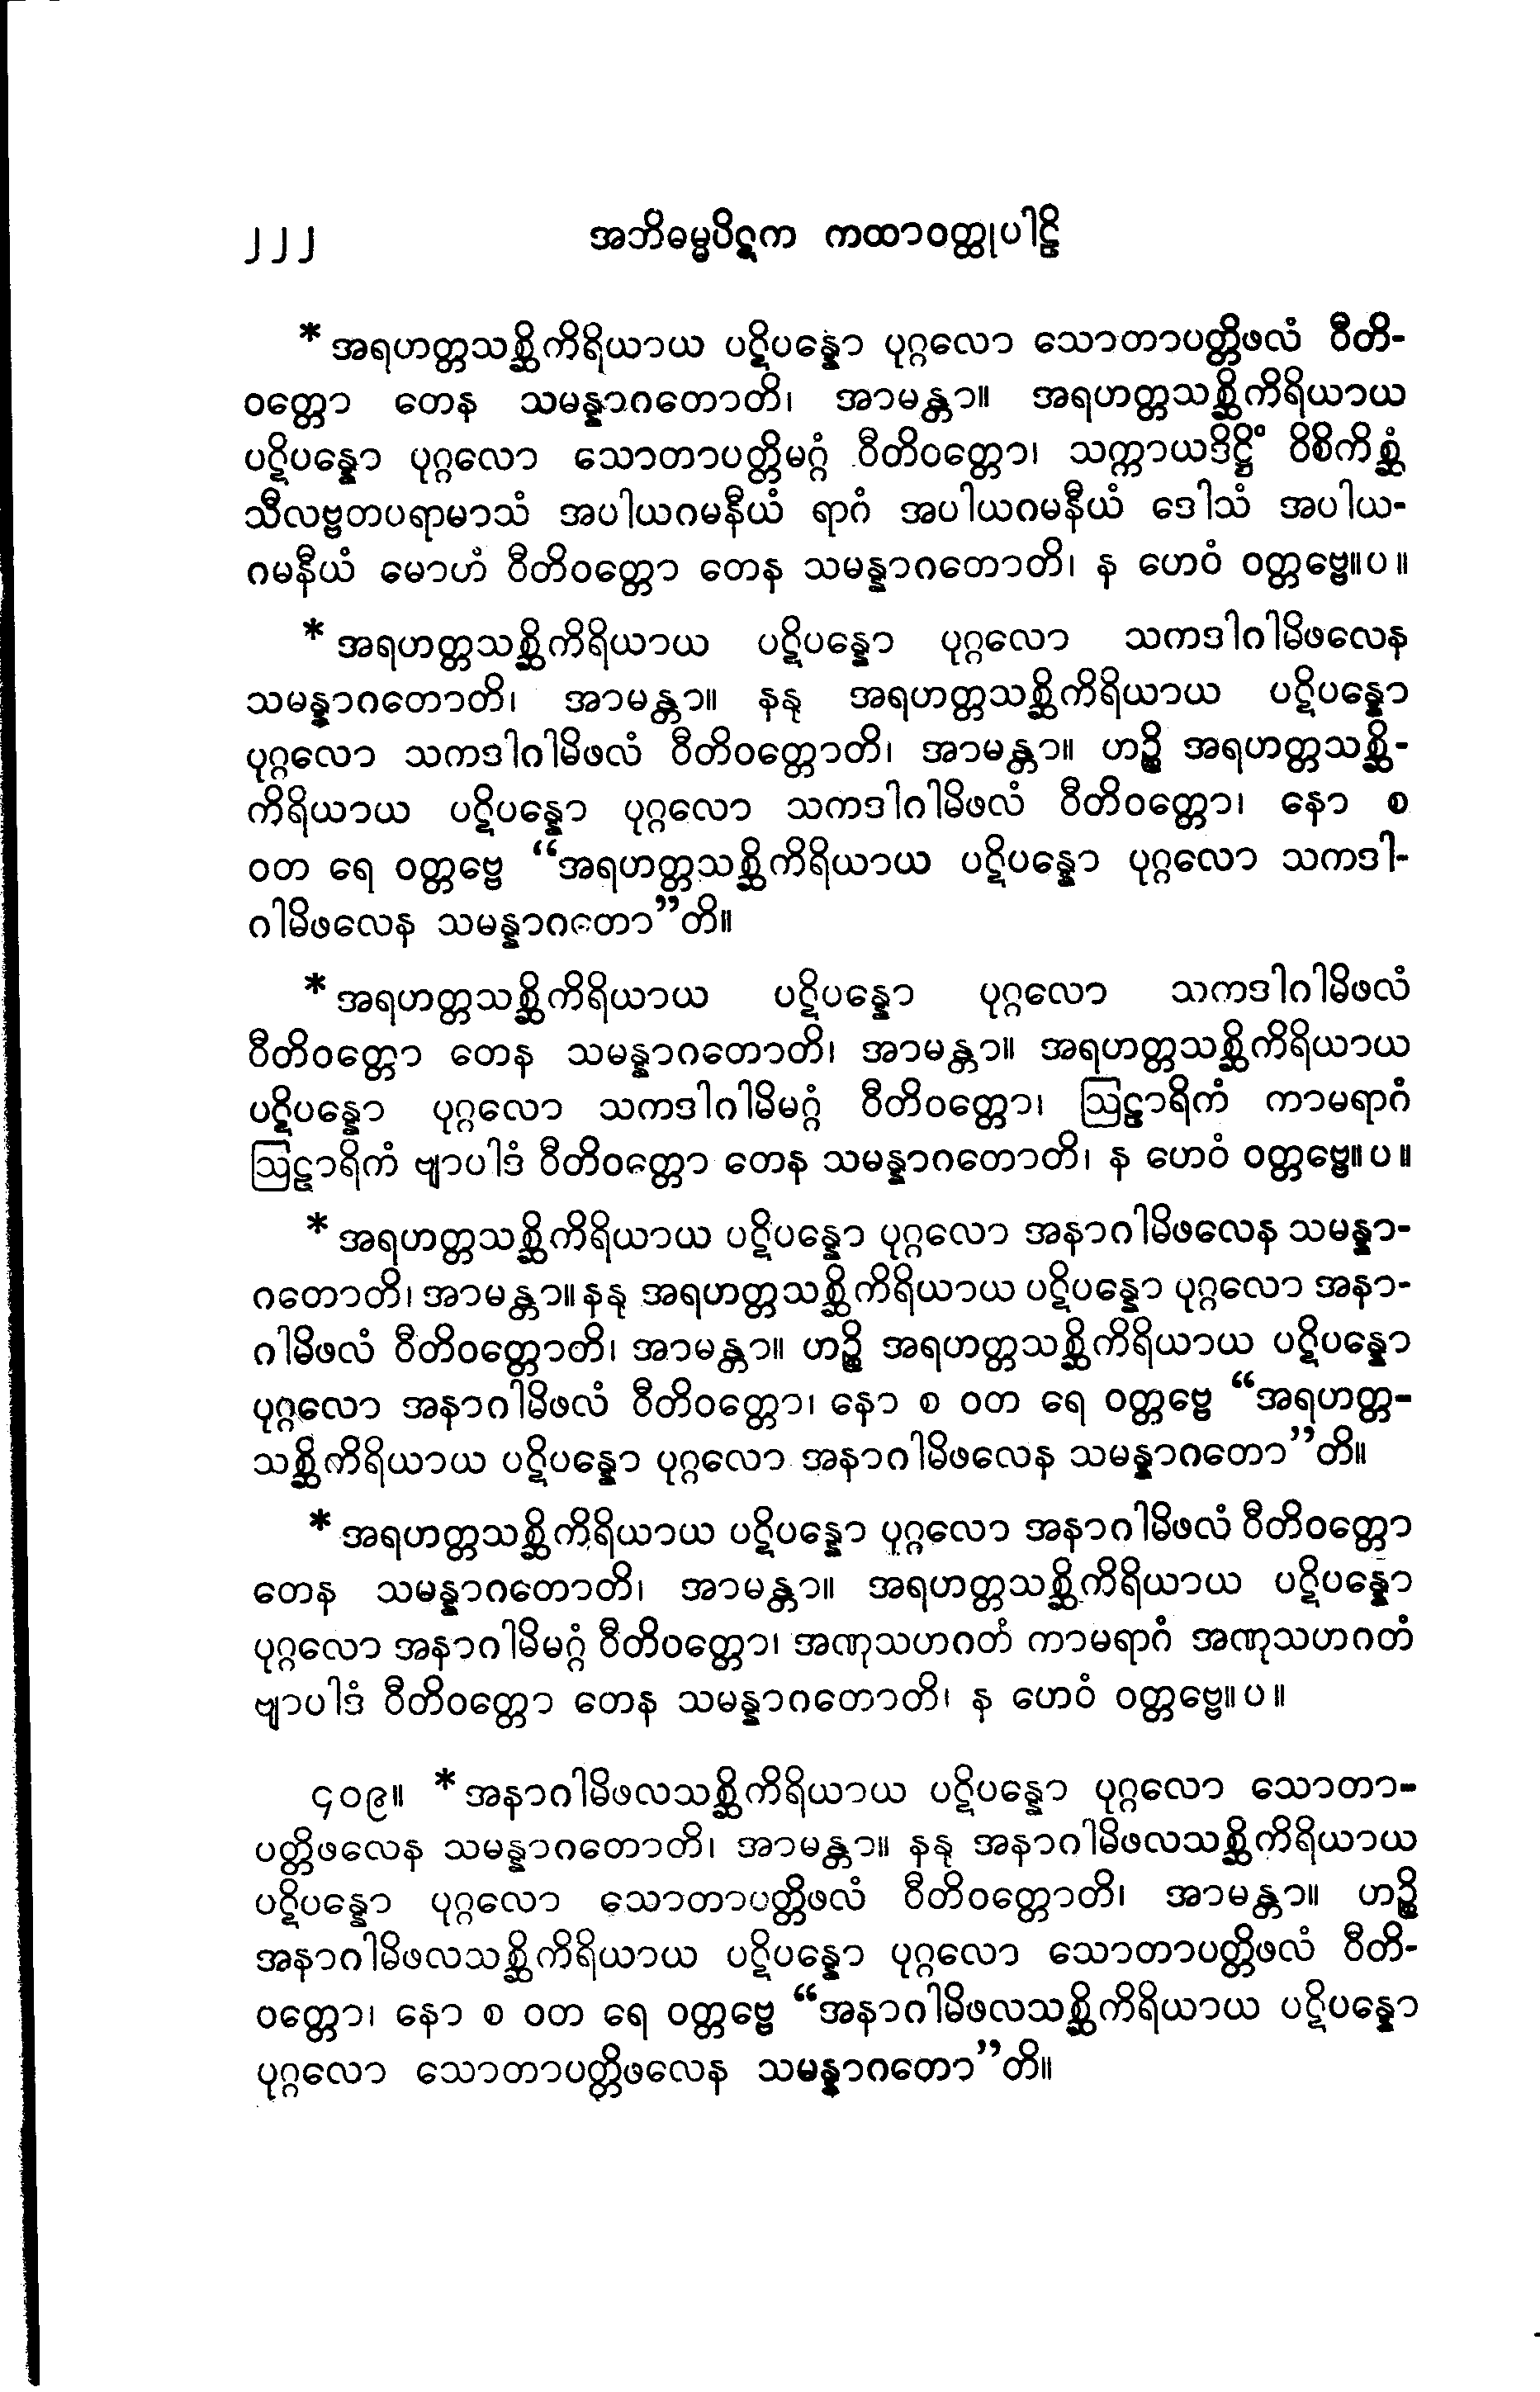 ၂၂၂ အဘိဓမ္မပိဋက ကထာဝတ္ထုပါဠိ
* အရဟတ္တသစ္ဆိကိရိယာယ ပဋိပန္နော ပုဂ္ဂလော သောတာပတ္တိဖလံ ဝီတိ-
ဝတ္တော တေန သမန္နာဂတောတိ၊ အာမန္တာ။ အရဟတ္တသစ္ဆိကိရိယာယ
ပဋိပန္နော ပုဂ္ဂလော သောတာပတ္တိမဂ္ဂံ ဝီတိဝတ္တော၊ သက္ကာယဒိဋ္ဌိံ ဝိစိကိစ္ဆံ
သီလဗ္ဗတပရာမာသံ အပါယဂမနီယံ ရာဂံ အပါယဂမနီယံ ဒေါသံ အပါယ-
ဂမနီယံ မောဟံ ဝီတိဝတ္တော တေန သမန္နာဂတောတိ၊ န ဟေဝံ ဝတ္တဗ္ဗေ။ပ။
* အရဟတ္တသစ္ဆိကိရိယာယ ပဋိပန္နော ပုဂ္ဂလော သကဒါဂါမိဖလေန
သမန္နာဂတောတိ၊ အာမန္တာ။ နနု အရဟတ္တသစ္ဆိကိရိယာယ ပဋိပန္နော
ပုဂ္ဂလော သကဒါဂါမိဖလံ ဝီတိဝတ္တောတိ၊ အာမန္တာ။ ဟဉ္စိ အရဟတ္တသစ္ဆိ-
ကိရိယာယ ပဋိပန္နော ပုဂ္ဂလော သကဒါဂါမိဖလံ ဝီတိဝတ္တော၊ နော စ
ဝတ ရေ ဝတ္တဗ္ဗေ “အရဟတ္တသစ္ဆိကိရိယာယ ပဋိပန္နော ပုဂ္ဂလော သကဒါ-
ဂါမိဖလေန သမန္နာဂတော”တိ။
* အရဟတ္တသစ္ဆိကိရိယာယ ပဋိပန္နော ပုဂ္ဂလော သကဒါဂါမိဖလံ
ဝီတိဝတ္တော တေန သမန္နာဂတောတိ၊ အာမန္တာ။ အရဟတ္တသစ္ဆိကိရိယာယ
ပဋိပန္နော ပုဂ္ဂလော သကဒါဂါမိမဂ္ဂံ ဝီတိဝတ္တော၊ ဩဠာရိကံ ကာမရာဂံ
ဩဠာရိကံ ဗျာပါဒံ ဝီတိဝတ္တော တေန သမန္နာဂတောတိ၊ န ဟေဝံ ဝတ္တဗ္ဗေ။ပ။
* အရဟတ္တသစ္ဆိကိရိယာယ ပဋိပန္နော ပုဂ္ဂလော အနာဂါမိဖလေန သမန္နာ-
ဂတောတိ၊ အာမန္တာ။ နနု အရဟတ္တသစ္ဆိကိရိယာယ ပဋိပန္နော ပုဂ္ဂလော အနာ-
ဂါမိဖလံ ဝီတိဝတ္တောတိ၊ အာမန္တာ။ ဟဉ္စိ အရဟတ္တသစ္ဆိကိရိယာယ ပဋိပန္နော
ပုဂ္ဂလော အနာဂါမိဖလံ ဝီတိဝတ္တော၊ နော စ ဝတ ရေ ဝတ္တဗ္ဗေ “အရဟတ္တ-
သစ္ဆိကိရိယာယ ပဋိပန္နော ပုဂ္ဂလော အနာဂါမိဖလေန သမန္နာဂတော”တိ။
* အရဟတ္တသစ္ဆိကိရိယာယ ပဋိပန္နော ပုဂ္ဂလော အနာဂါမိဖလံ ဝီတိဝတ္တော
တေန သမန္နာဂတောတိ၊ အာမန္တာ။ အရဟတ္တသစ္ဆိကိရိယာယ ပဋိပန္နော
ပုဂ္ဂလော အနာဂါမိမဂ္ဂံ ဝီတိဝတ္တော၊ အဏုသဟဂတံ ကာမရာဂံ အဏုသဟဂတံ
ဗျာပါဒံ ဝီတိဝတ္တော တေန သမန္နာဂတောတိ၊ န ဟေဝံ ဝတ္တဗ္ဗေ။ပ။
၄၀၉။ * အနာဂါမိဖလသစ္ဆိကိရိယာယ ပဋိပန္နော ပုဂ္ဂလော သောတာ-
ပတ္တိဖလေန သမန္နာဂတောတိ၊ အာမန္တာ။ နနု အနာဂါမိဖလသစ္ဆိကိရိယာယ
ပဋိပန္နော ပုဂ္ဂလော သောတာပတ္တိဖလံ ဝီတိဝတ္တောတိ၊ အာမန္တာ။ ဟဉ္စိ
အနာဂါမိဖလသစ္ဆိကိရိယာယ ပဋိပန္နော ပုဂ္ဂလော သောတာပတ္တိဖလံ ဝီတိ-
ဝတ္တော၊ နော စ ဝတ ရေ ဝတ္တဗ္ဗေ “အနာဂါမိဖလသစ္ဆိကိရိယာယ ပဋိပန္နော
ပုဂ္ဂလော သောတာပတ္တိဖလေန သမန္နာဂတော”တိ။